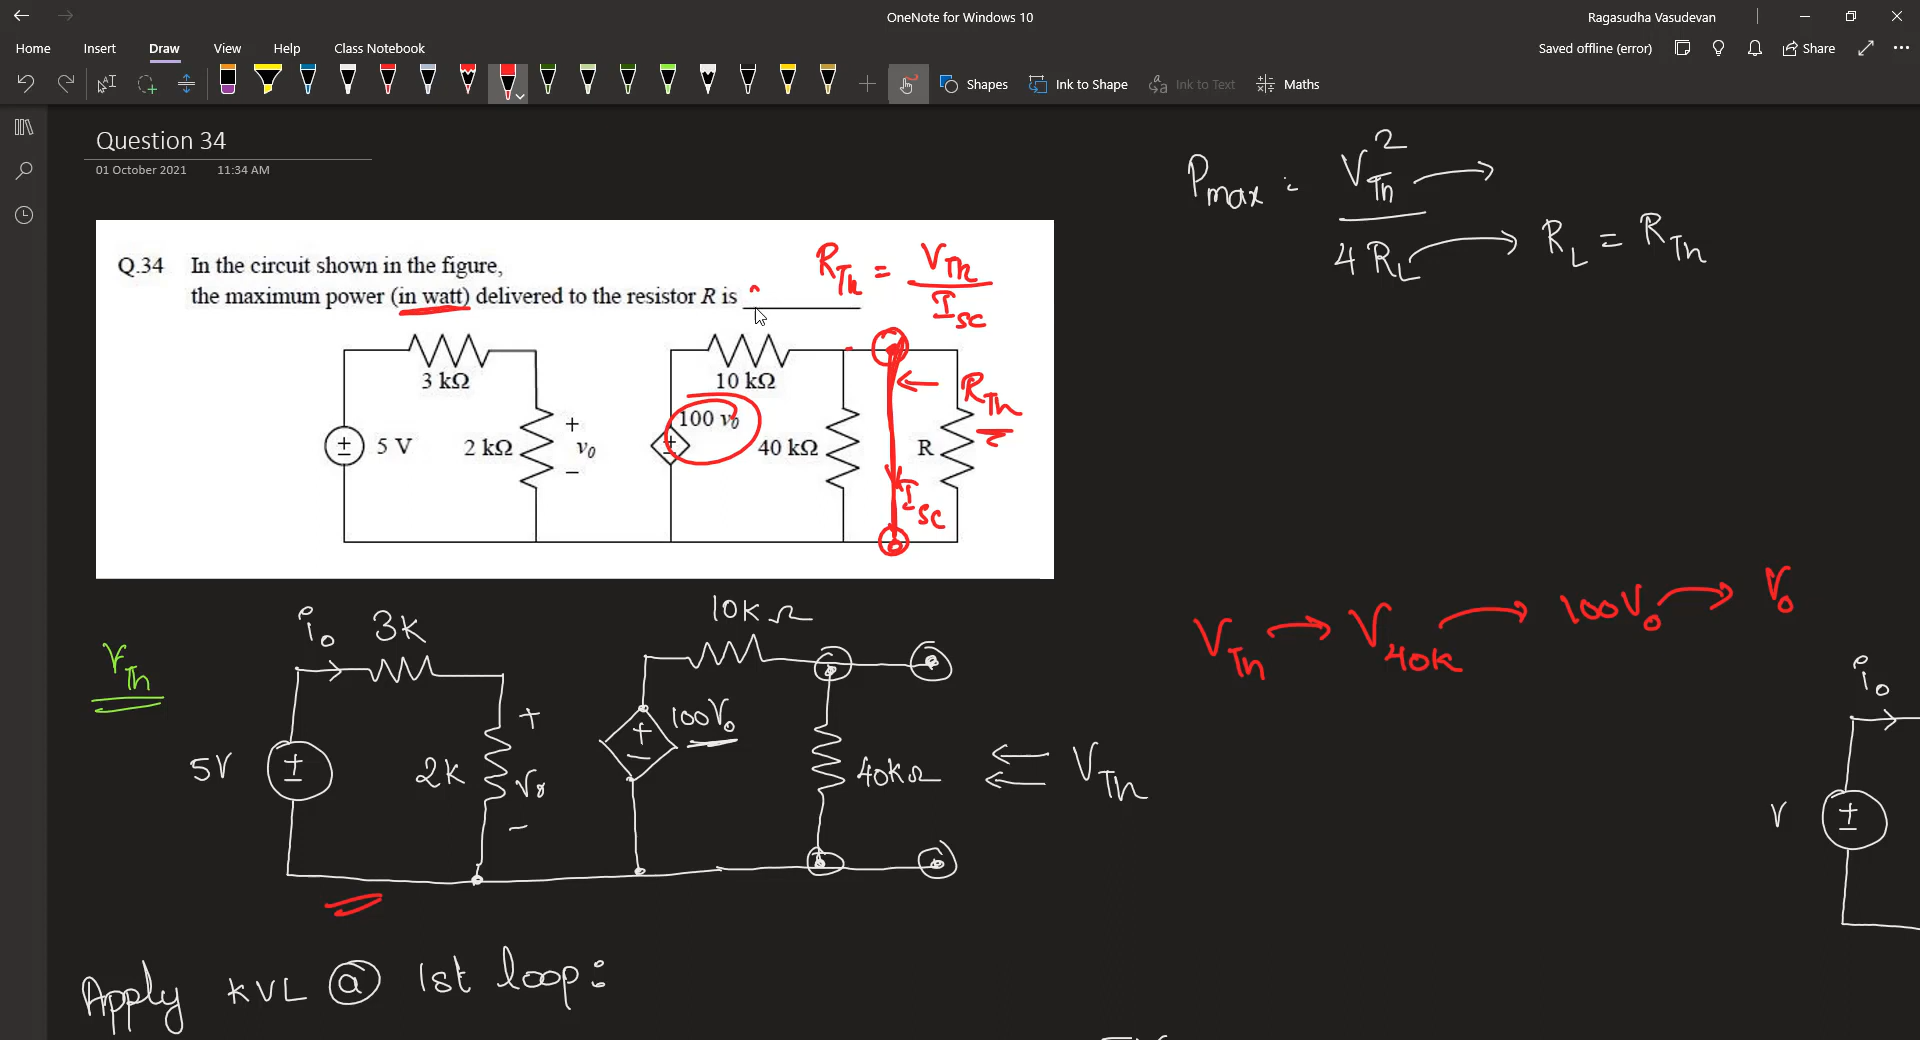 OneNote for Windows 10
Ragasudha Vasudevan
Home Insert Draw View Help Class Notebook
Saved offline (error) Share
Shapes Ink to Shape Ink to Text Maths
Question 34
01 October 2021 11:34 AM
Pmax = V²Th / 4RL → RL = RTh
Q.34 In the circuit shown in the figure,
the maximum power (in watt) delivered to the resistor R is
RTh = VTh / ISC
3 kΩ
10 kΩ
RTh
5 V
2 kΩ
+
v₀
−
100 v₀
40 kΩ
R
ISC
VTh → V40K → 100V₀ → V₀
VTh
i₀ 3K
10KΩ
5V
2K
+
V₀
−
100V₀
40KΩ
VTh
i₀
V
Apply KVL @ 1st loop: